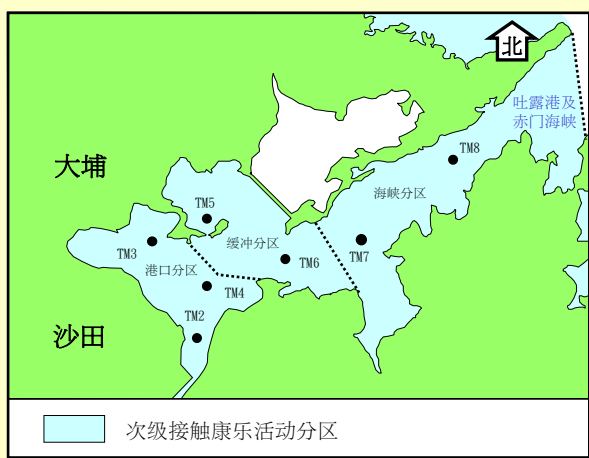 北
吐露港及
赤门海峡
TM8
大埔
海峡分区
TM5
缓冲分区
TM3
TM7
TM6
港口分区
TM4
TM2
沙田
次级接触康乐活动分区